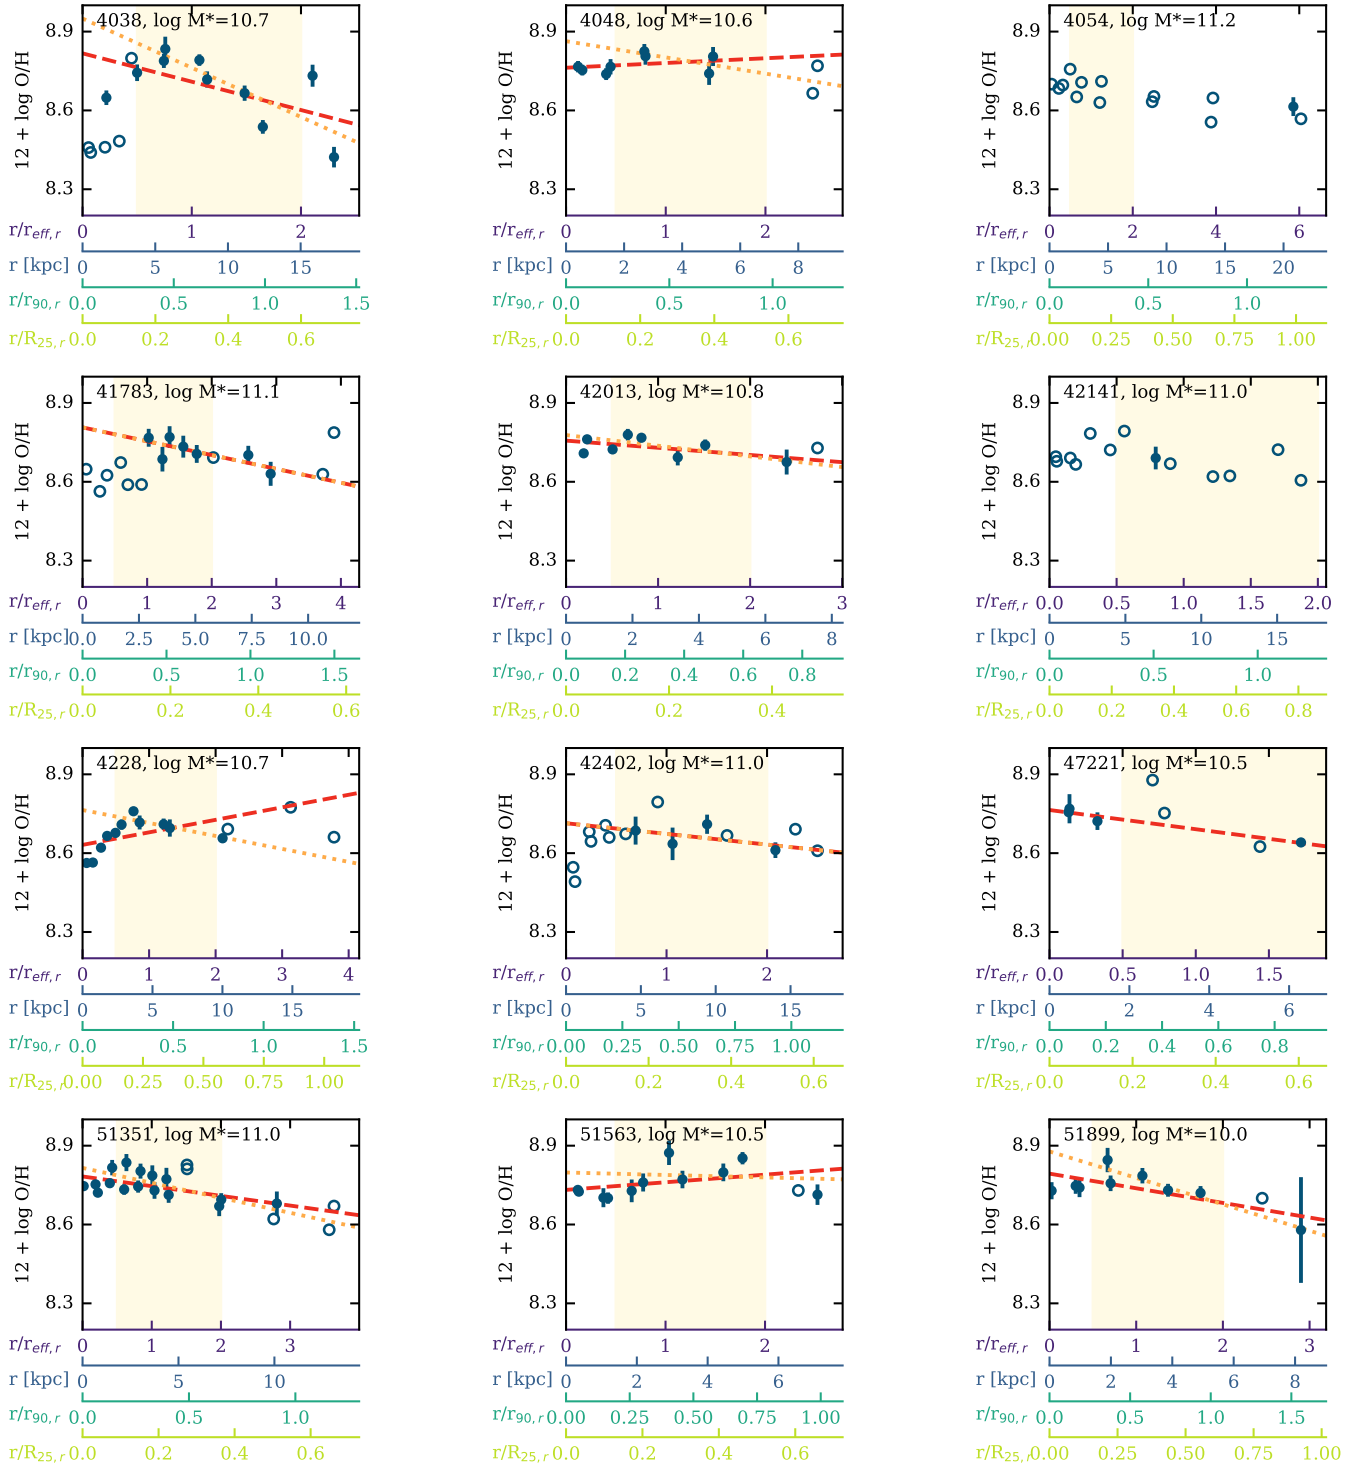 4038, log M*=10.7
12 + log O/H
8.9
8.6
8.3
r/r_eff,r 0 1 2
r [kpc] 0 5 10 15
r/r_90,r 0.0 0.5 1.0 1.5
r/R_25,r 0.0 0.2 0.4 0.6
4048, log M*=10.6
12 + log O/H
8.9
8.6
8.3
r/r_eff,r 0 1 2
r [kpc] 0 2 4 6 8
r/r_90,r 0.0 0.5 1.0
r/R_25,r 0.0 0.2 0.4 0.6
4054, log M*=11.2
12 + log O/H
8.9
8.6
8.3
r/r_eff,r 0 2 4 6
r [kpc] 0 5 10 15 20
r/r_90,r 0.0 0.5 1.0
r/R_25,r 0.00 0.25 0.50 0.75 1.00
41783, log M*=11.1
12 + log O/H
8.9
8.6
8.3
r/r_eff,r 0 1 2 3 4
r [kpc] 0.0 2.5 5.0 7.5 10.0
r/r_90,r 0.0 0.5 1.0 1.5
r/R_25,r 0.0 0.2 0.4 0.6
42013, log M*=10.8
12 + log O/H
8.9
8.6
8.3
r/r_eff,r 0 1 2 3
r [kpc] 0 2 4 6 8
r/r_90,r 0.0 0.2 0.4 0.6 0.8
r/R_25,r 0.0 0.2 0.4
42141, log M*=11.0
12 + log O/H
8.9
8.6
8.3
r/r_eff,r 0.0 0.5 1.0 1.5 2.0
r [kpc] 0 5 10 15
r/r_90,r 0.0 0.5 1.0
r/R_25,r 0.0 0.2 0.4 0.6 0.8
4228, log M*=10.7
12 + log O/H
8.9
8.6
8.3
r/r_eff,r 0 1 2 3 4
r [kpc] 0 5 10 15
r/r_90,r 0.0 0.5 1.0 1.5
r/R_25,r 0.00 0.25 0.50 0.75 1.00
42402, log M*=11.0
12 + log O/H
8.9
8.6
8.3
r/r_eff,r 0 1 2
r [kpc] 0 5 10 15
r/r_90,r 0.00 0.25 0.50 0.75 1.00
r/R_25,r 0.0 0.2 0.4 0.6
47221, log M*=10.5
12 + log O/H
8.9
8.6
8.3
r/r_eff,r 0.0 0.5 1.0 1.5
r [kpc] 0 2 4 6
r/r_90,r 0.0 0.2 0.4 0.6 0.8
r/R_25,r 0.0 0.2 0.4 0.6
51351, log M*=11.0
12 + log O/H
8.9
8.6
8.3
r/r_eff,r 0 1 2 3
r [kpc] 0 5 10
r/r_90,r 0.0 0.5 1.0
r/R_25,r 0.0 0.2 0.4 0.6
51563, log M*=10.5
12 + log O/H
8.9
8.6
8.3
r/r_eff,r 0 1 2
r [kpc] 0 2 4 6
r/r_90,r 0.00 0.25 0.50 0.75 1.00
r/R_25,r 0.0 0.2 0.4 0.6
51899, log M*=10.0
12 + log O/H
8.9
8.6
8.3
r/r_eff,r 0 1 2 3
r [kpc] 0 2 4 6 8
r/r_90,r 0.0 0.5 1.0 1.5
r/R_25,r 0.00 0.25 0.50 0.75 1.00